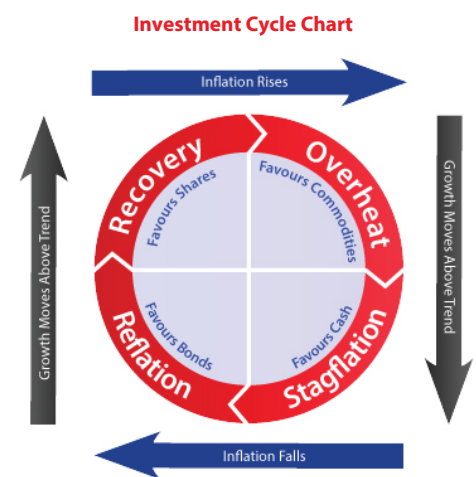 Investment Cycle Chart
Inflation Rises
Growth Moves Above Trend
Recovery
Favours Shares
Overheat
Favours Commodities
Growth Moves Above Trend
Reflation
Favours Bonds
Stagflation
Favours Cash
Inflation Falls